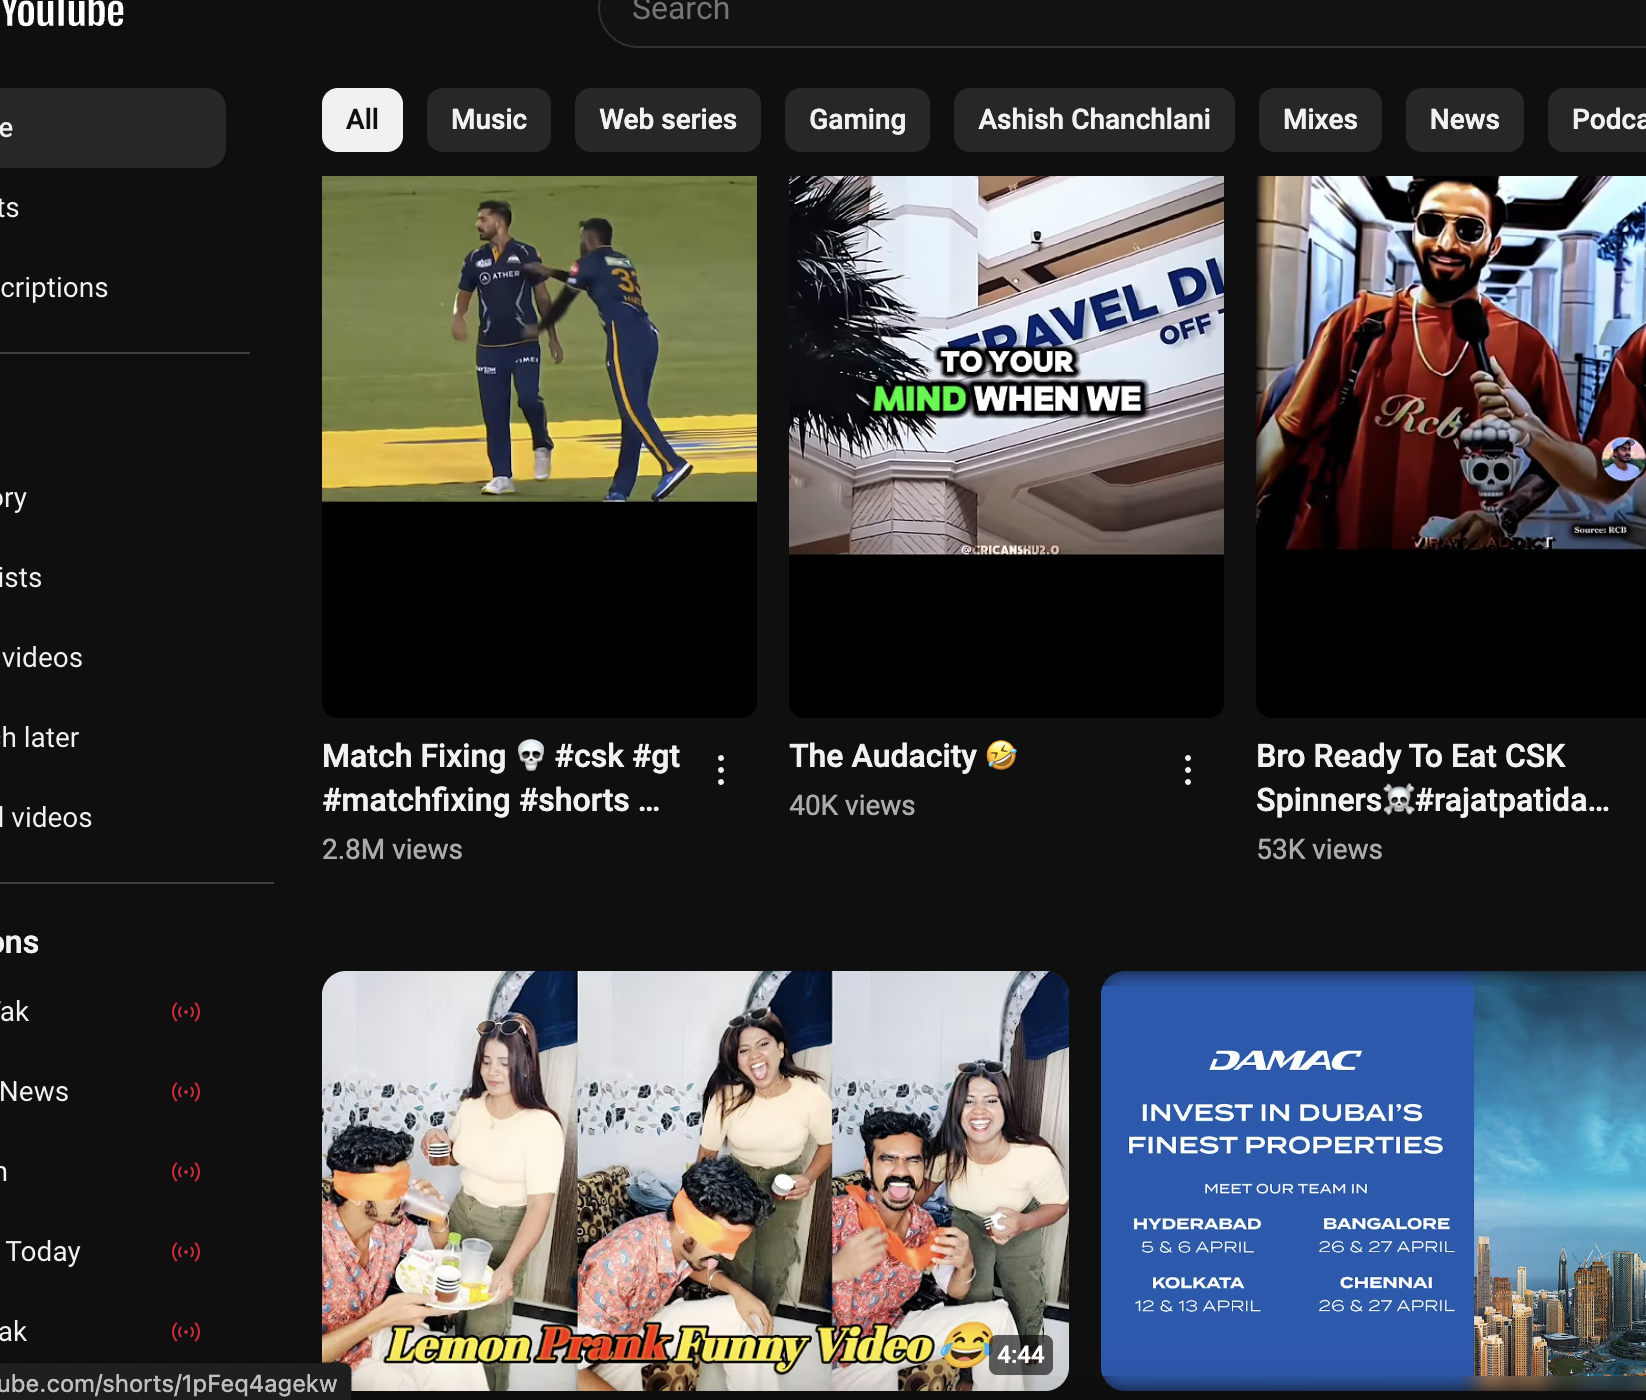 YouTube
Search
All
Music
Web series
Gaming
Ashish Chanchlani
Mixes
News
Podca
e
ts
criptions
ory
ists
videos
h later
l videos
ons
ak
News
n
Today
ak
ATHER
33
TRAVEL DI
OFF
TO YOUR
MIND WHEN WE
@CRICANSHU2.O
Rcb
Source: RCB
Match Fixing 💀 #csk #gt
#matchfixing #shorts ...
2.8M views
The Audacity 🤣
40K views
Bro Ready To Eat CSK
Spinners☠️#rajatpatida...
53K views
Lemon Prank Funny Video 😂
4:44
DAMAC
INVEST IN DUBAI'S
FINEST PROPERTIES
MEET OUR TEAM IN
HYDERABAD
5 & 6 APRIL
BANGALORE
26 & 27 APRIL
KOLKATA
12 & 13 APRIL
CHENNAI
26 & 27 APRIL
ube.com/shorts/1pFeq4agekw